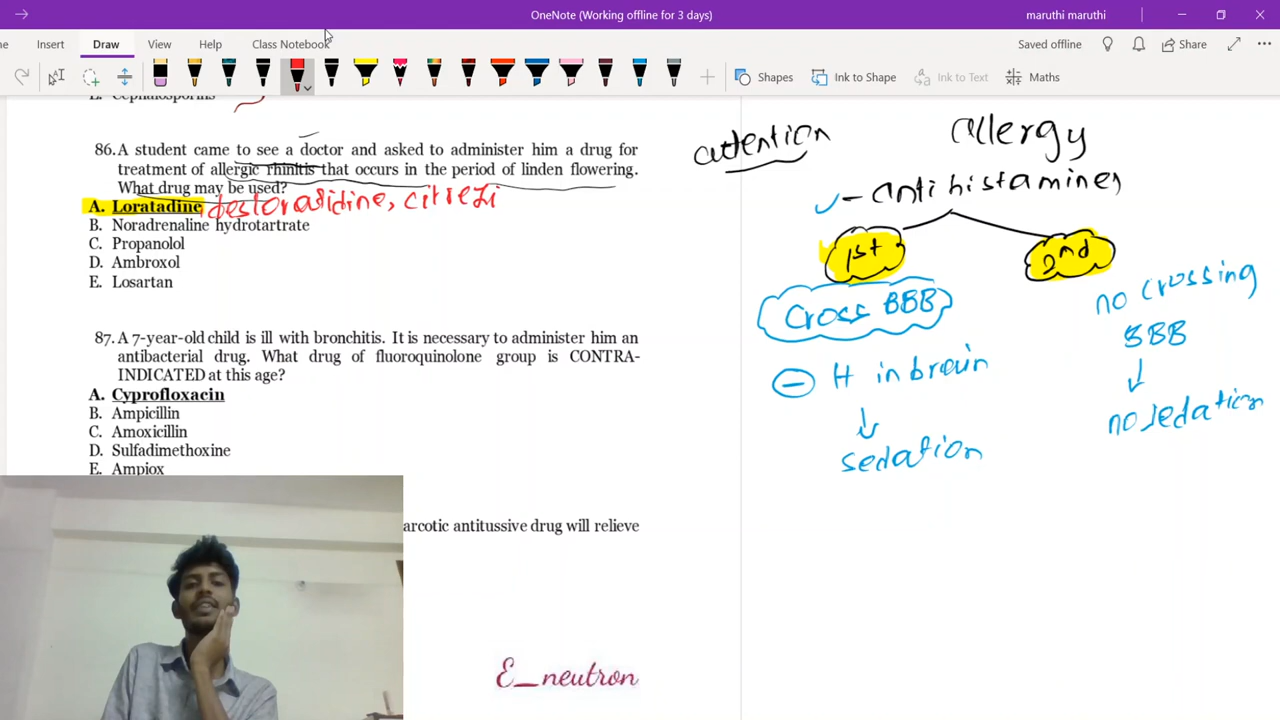 OneNote (Working offline for 3 days)
maruthi maruthi
Insert
Draw
View
Help
Class Notebook
Saved offline
Share
Shapes
Ink to Shape
Ink to Text
Maths
E. Cephalosporins
86. A student came to see a doctor and asked to administer him a drug for
treatment of allergic rhinitis that occurs in the period of linden flowering.
What drug may be used?
A. Loratadine, desloratidine, citrezi
B. Noradrenaline hydrotartrate
C. Propanolol
D. Ambroxol
E. Losartan
87. A 7-year-old child is ill with bronchitis. It is necessary to administer him an
antibacterial drug. What drug of fluoroquinolone group is CONTRA-
INDICATED at this age?
A. Cyprofloxacin
B. Ampicillin
C. Amoxicillin
D. Sulfadimethoxine
E. Ampiox
arcotic antitussive drug will relieve
E_neutron
attention
allergy
- antihistamines
1st
2nd
Cross BBB
- H in brain
↓
sedation
no crossing
BBB
↓
no sedation